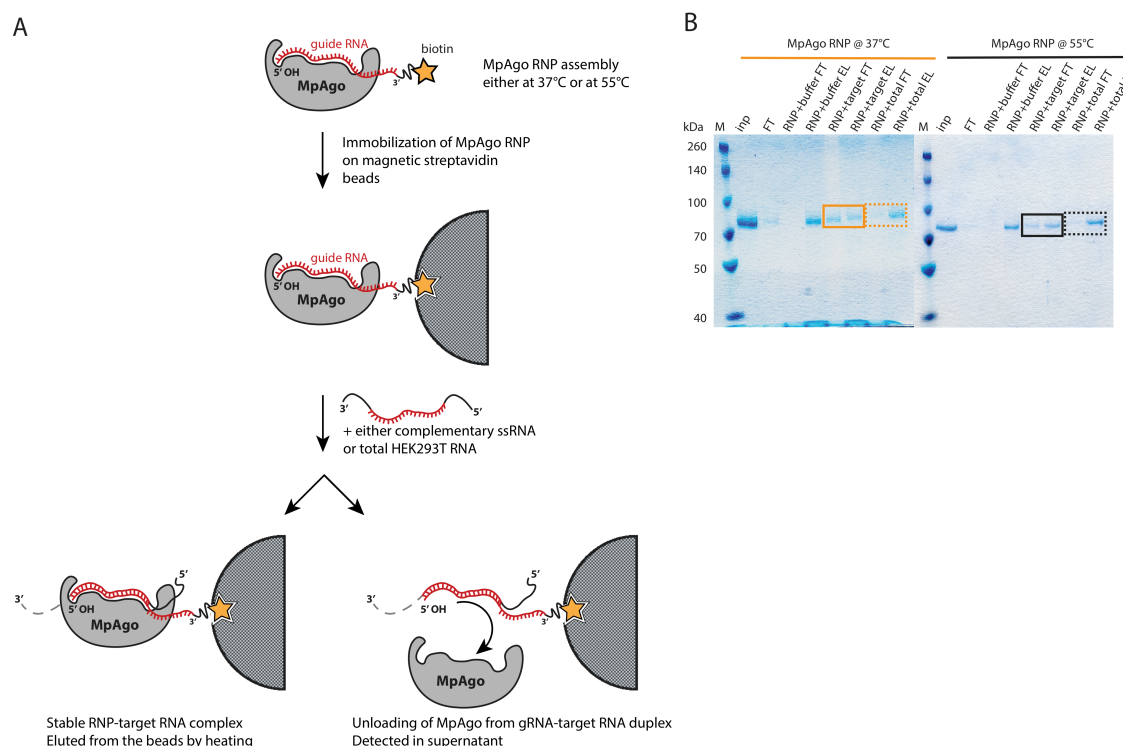 A
guide RNA
biotin
5’ OH
MpAgo
3’
MpAgo RNP assembly
either at 37°C or at 55°C
Immobilization of MpAgo RNP
on magnetic streptavidin
beads
guide RNA
5’ OH
MpAgo
3’
3’
5’
+ either complementary ssRNA
or total HEK293T RNA
3’
5’
5’ OH
MpAgo
3’
3’
5’
5’ OH
3’
MpAgo
Stable RNP-target RNA complex
Eluted from the beads by heating
Unloading of MpAgo from gRNA-target RNA duplex
Detected in supernatant
B
MpAgo RNP @ 37°C
MpAgo RNP @ 55°C
kDa
M
inp
FT
RNP+buffer FT
RNP+buffer EL
RNP+target FT
RNP+target EL
RNP+total FT
RNP+total EL
M
inp
FT
RNP+buffer FT
RNP+buffer EL
RNP+target FT
RNP+target EL
RNP+total FT
RNP+total
260
140
100
70
50
40